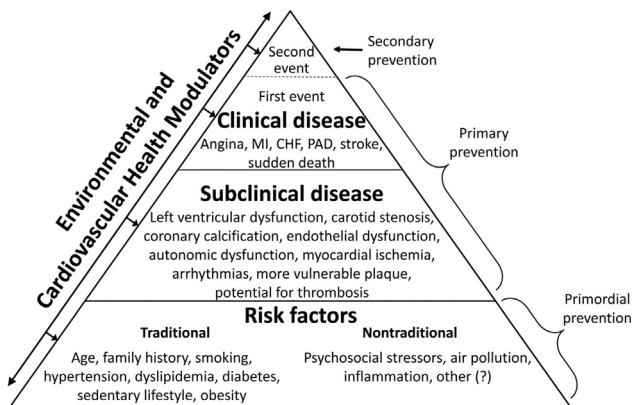 Environmental and
Cardiovascular Health Modulators
Second
event
Secondary
prevention
First event
Clinical disease
Angina, MI, CHF, PAD, stroke,
sudden death
Primary
prevention
Subclinical disease
Left ventricular dysfunction, carotid stenosis,
coronary calcification, endothelial dysfunction,
autonomic dysfunction, myocardial ischemia,
arrhythmias, more vulnerable plaque,
potential for thrombosis
Primordial
prevention
Risk factors
Traditional
Age, family history, smoking,
hypertension, dyslipidemia, diabetes,
sedentary lifestyle, obesity
Nontraditional
Psychosocial stressors, air pollution,
inflammation, other (?)